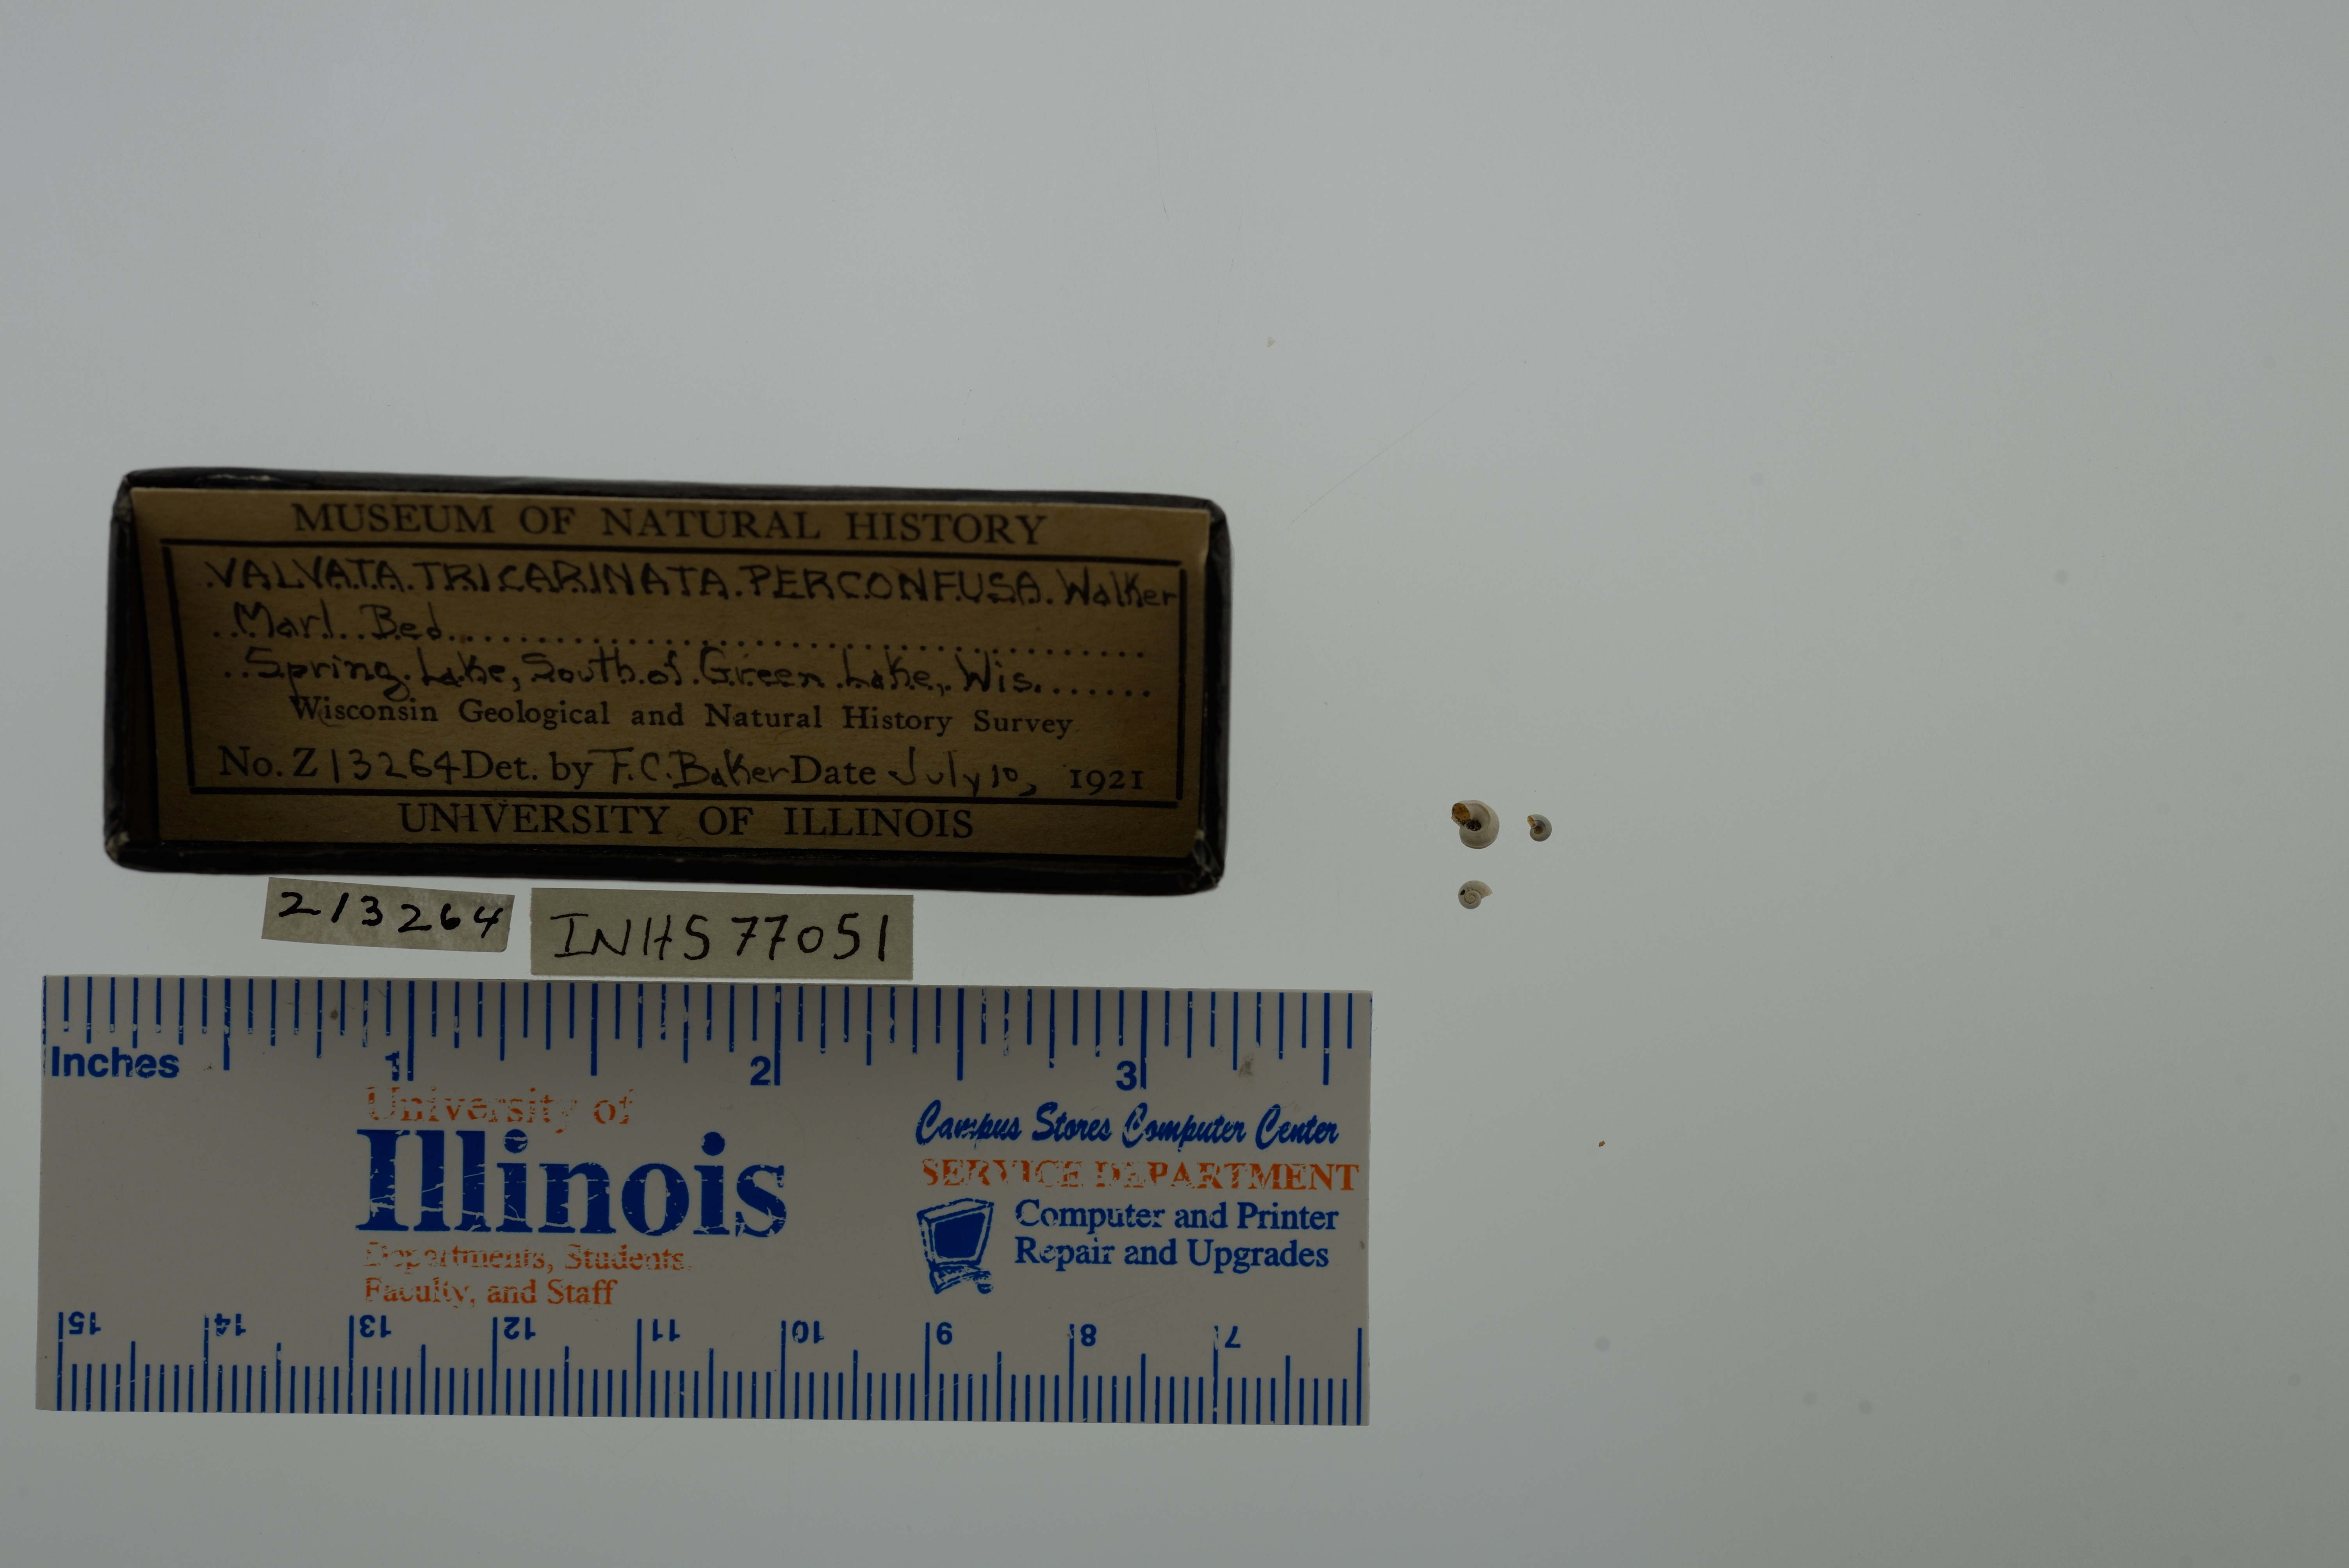 MUSEUM OF NATURAL HISTORY
VALVATA TRICARINATA PERCONFUSA. Walker
Marl Bed
Spring Lake, South of Green Lake, Wis.
Wisconsin Geological and Natural History Survey
No. Z13264 Det. by F.C. Baker Date July 10, 1921
UNIVERSITY OF ILLINOIS
Z13264
INHS 77051
Inches 1 2 3
University of
Illinois
Departments, Students,
Faculty, and Staff
Campus Stores Computer Center
SERVICE DEPARTMENT
Computer and Printer
Repair and Upgrades
15 14 13 12 11 10 9 8 7